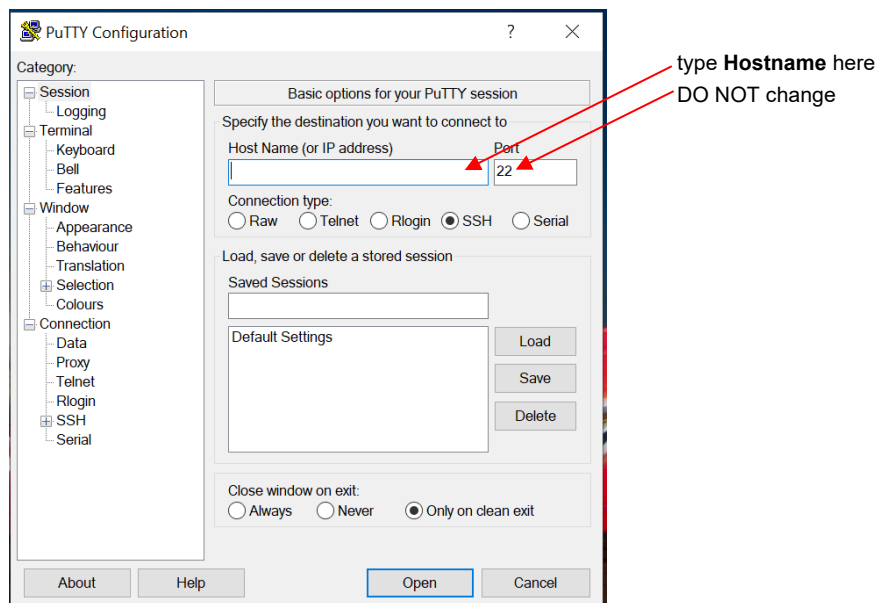 PuTTY Configuration ? ×
type Hostname here
DO NOT change
Category:
Session
Logging
Terminal
Keyboard
Bell
Features
Window
Appearance
Behaviour
Translation
Selection
Colours
Connection
Data
Proxy
Telnet
Rlogin
SSH
Serial
Basic options for your PuTTY session
Specify the destination you want to connect to
Host Name (or IP address) Port
22
Connection type:
Raw Telnet Rlogin SSH Serial
Load, save or delete a stored session
Saved Sessions
Default Settings
Load
Save
Delete
Close window on exit:
Always Never Only on clean exit
About Help Open Cancel